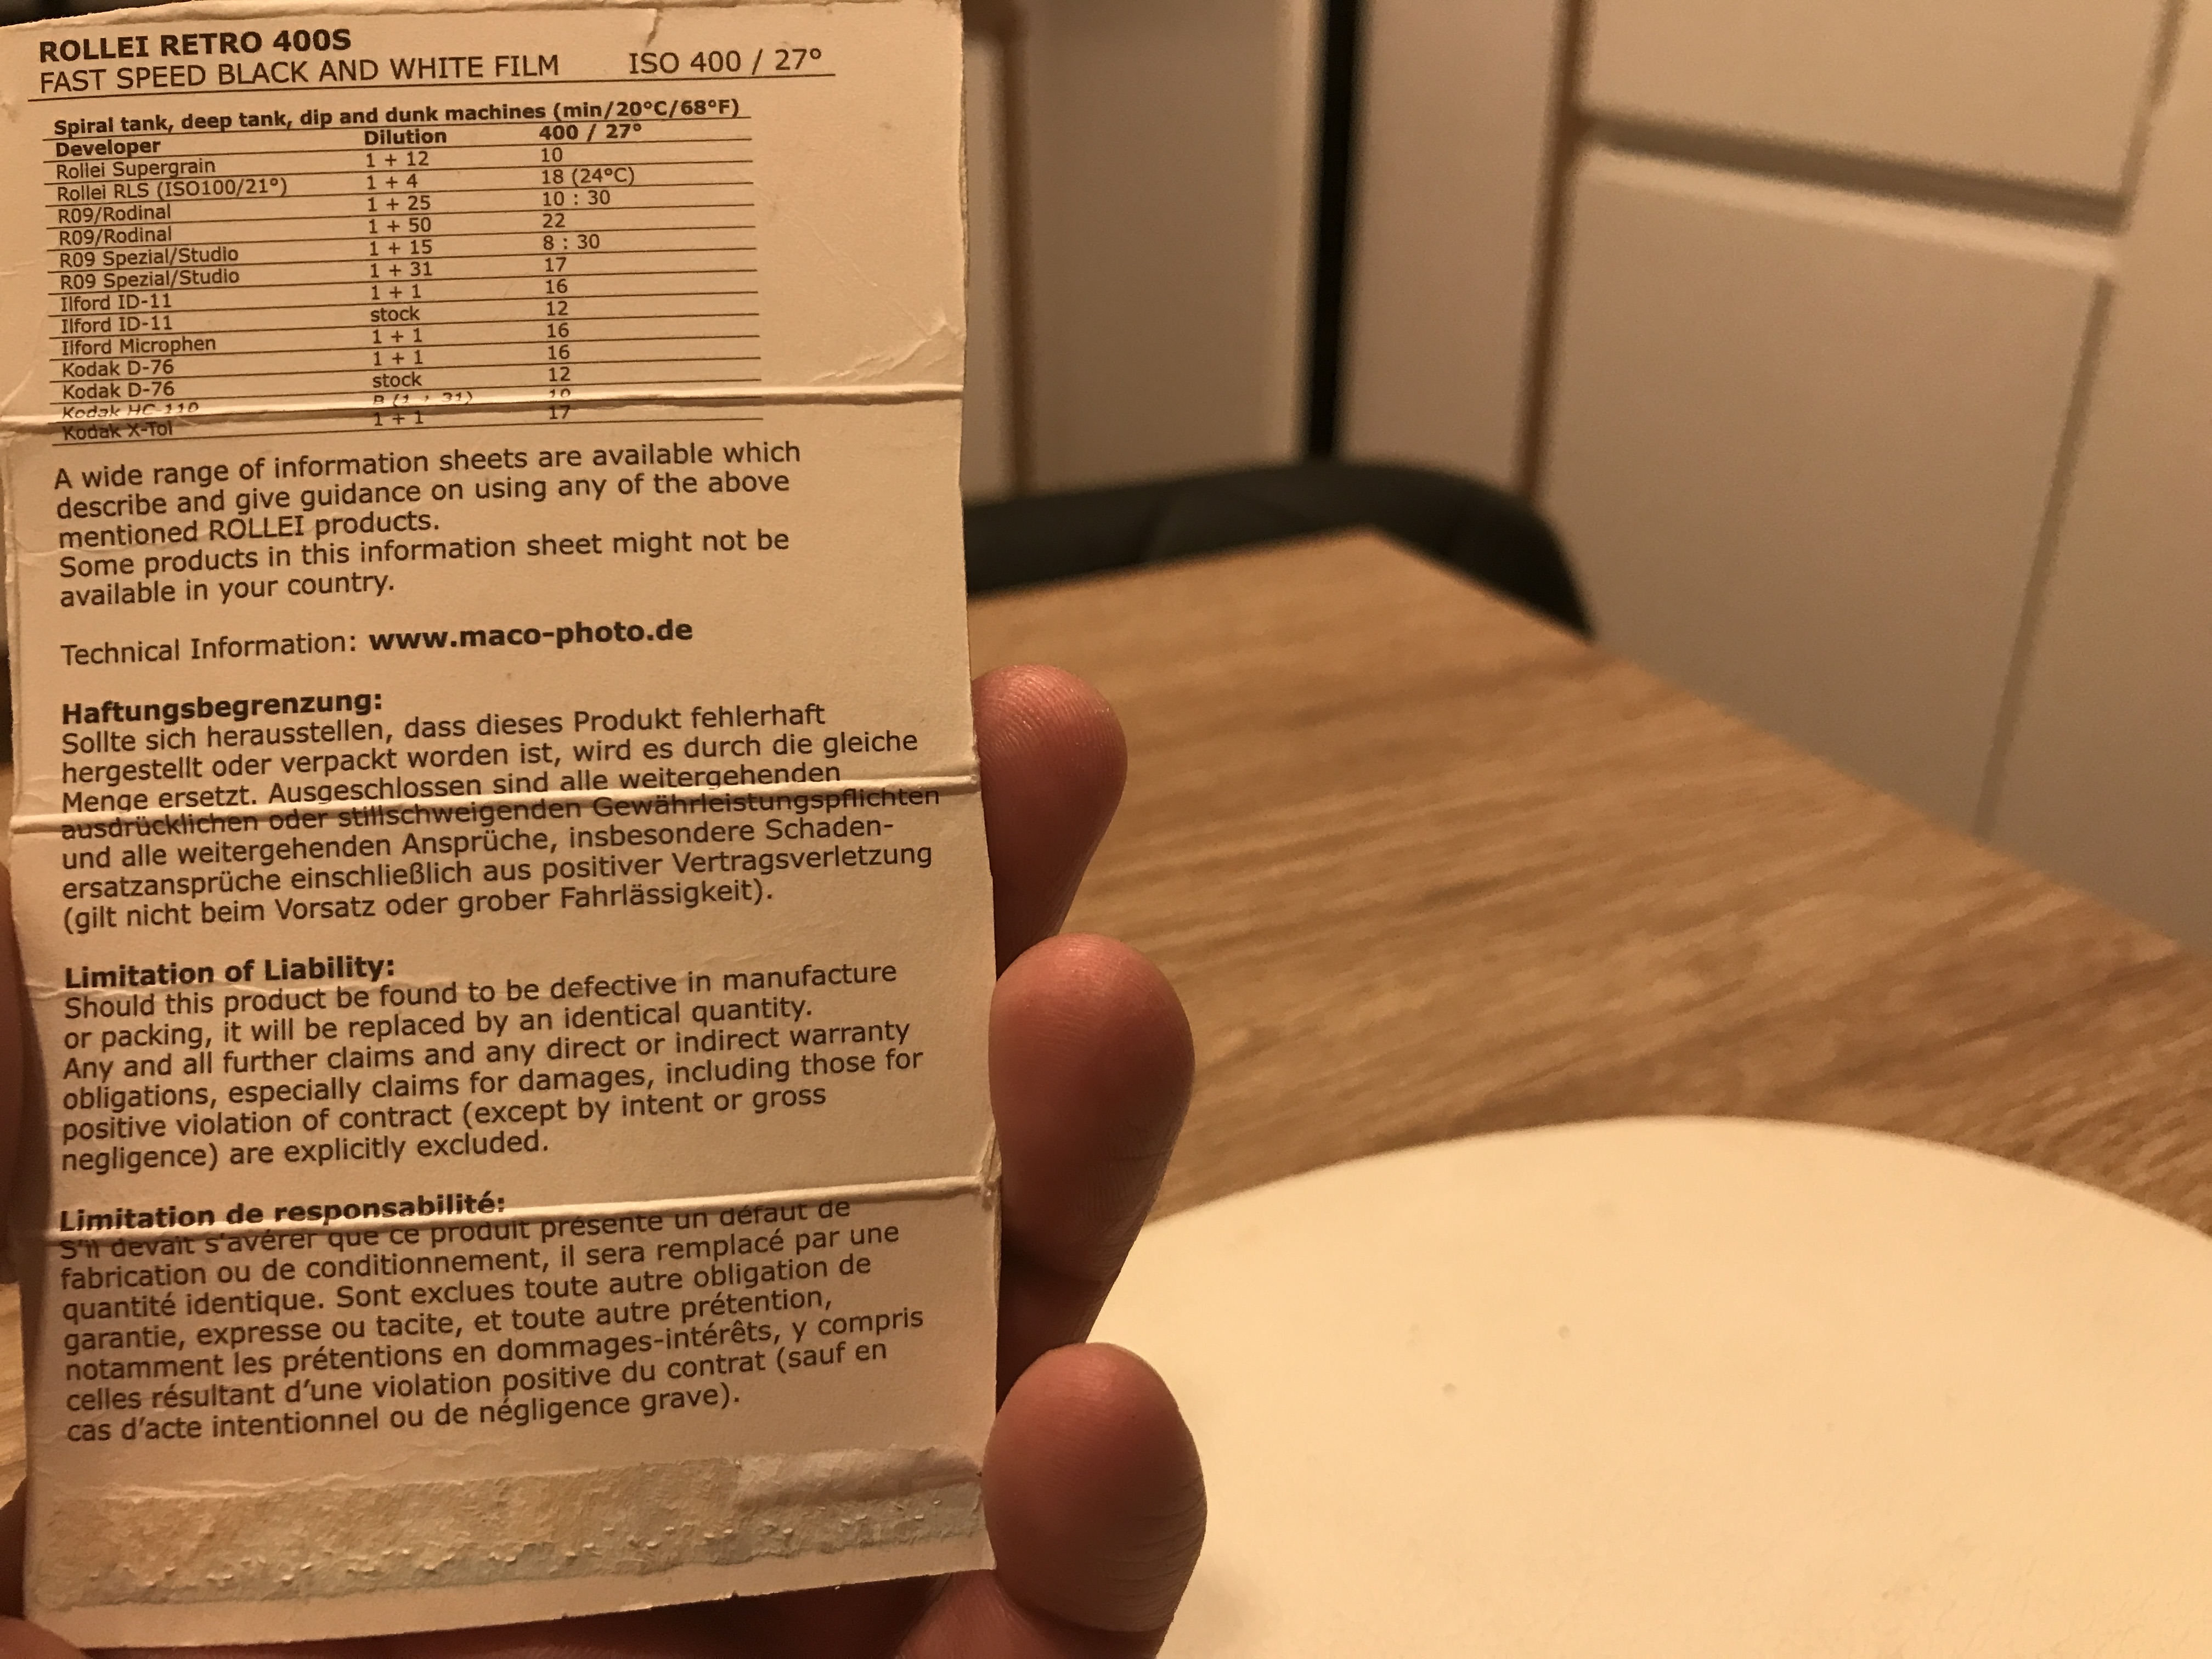 ROLLEI RETRO 400S
FAST SPEED BLACK AND WHITE FILM ISO 400 / 27°
Spiral tank, deep tank, dip and dunk machines (min/20°C/68°F)
Developer Dilution 400 / 27°
Rollei Supergrain 1 + 12 10
Rollei RLS (ISO100/21°) 1 + 4 18 (24°C)
R09/Rodinal 1 + 25 10 : 30
R09/Rodinal 1 + 50 22
R09 Spezial/Studio 1 + 15 8 : 30
R09 Spezial/Studio 1 + 31 17
Ilford ID-11 1 + 1 16
Ilford ID-11 stock 12
Ilford Microphen 1 + 1 16
Kodak D-76 1 + 1 16
Kodak D-76 stock 12
Kodak HC-110 B (1 + 31) 10
Kodak X-Tol 1 + 1 17
A wide range of information sheets are available which
describe and give guidance on using any of the above
mentioned ROLLEI products.
Some products in this information sheet might not be
available in your country.
Technical Information: www.maco-photo.de
Haftungsbegrenzung:
Sollte sich herausstellen, dass dieses Produkt fehlerhaft
hergestellt oder verpackt worden ist, wird es durch die gleiche
Menge ersetzt. Ausgeschlossen sind alle weitergehenden
ausdrücklichen oder stillschweigenden Gewährleistungspflichten
und alle weitergehenden Ansprüche, insbesondere Schaden-
ersatzansprüche einschließlich aus positiver Vertragsverletzung
(gilt nicht beim Vorsatz oder grober Fahrlässigkeit).
Limitation of Liability:
Should this product be found to be defective in manufacture
or packing, it will be replaced by an identical quantity.
Any and all further claims and any direct or indirect warranty
obligations, especially claims for damages, including those for
positive violation of contract (except by intent or gross
negligence) are explicitly excluded.
Limitation de responsabilité:
S'il devait s'avérer que ce produit présente un défaut de
fabrication ou de conditionnement, il sera remplacé par une
quantité identique. Sont exclues toute autre obligation de
garantie, expresse ou tacite, et toute autre prétention,
notamment les prétentions en dommages-intérêts, y compris
celles résultant d'une violation positive du contrat (sauf en
cas d'acte intentionnel ou de négligence grave).